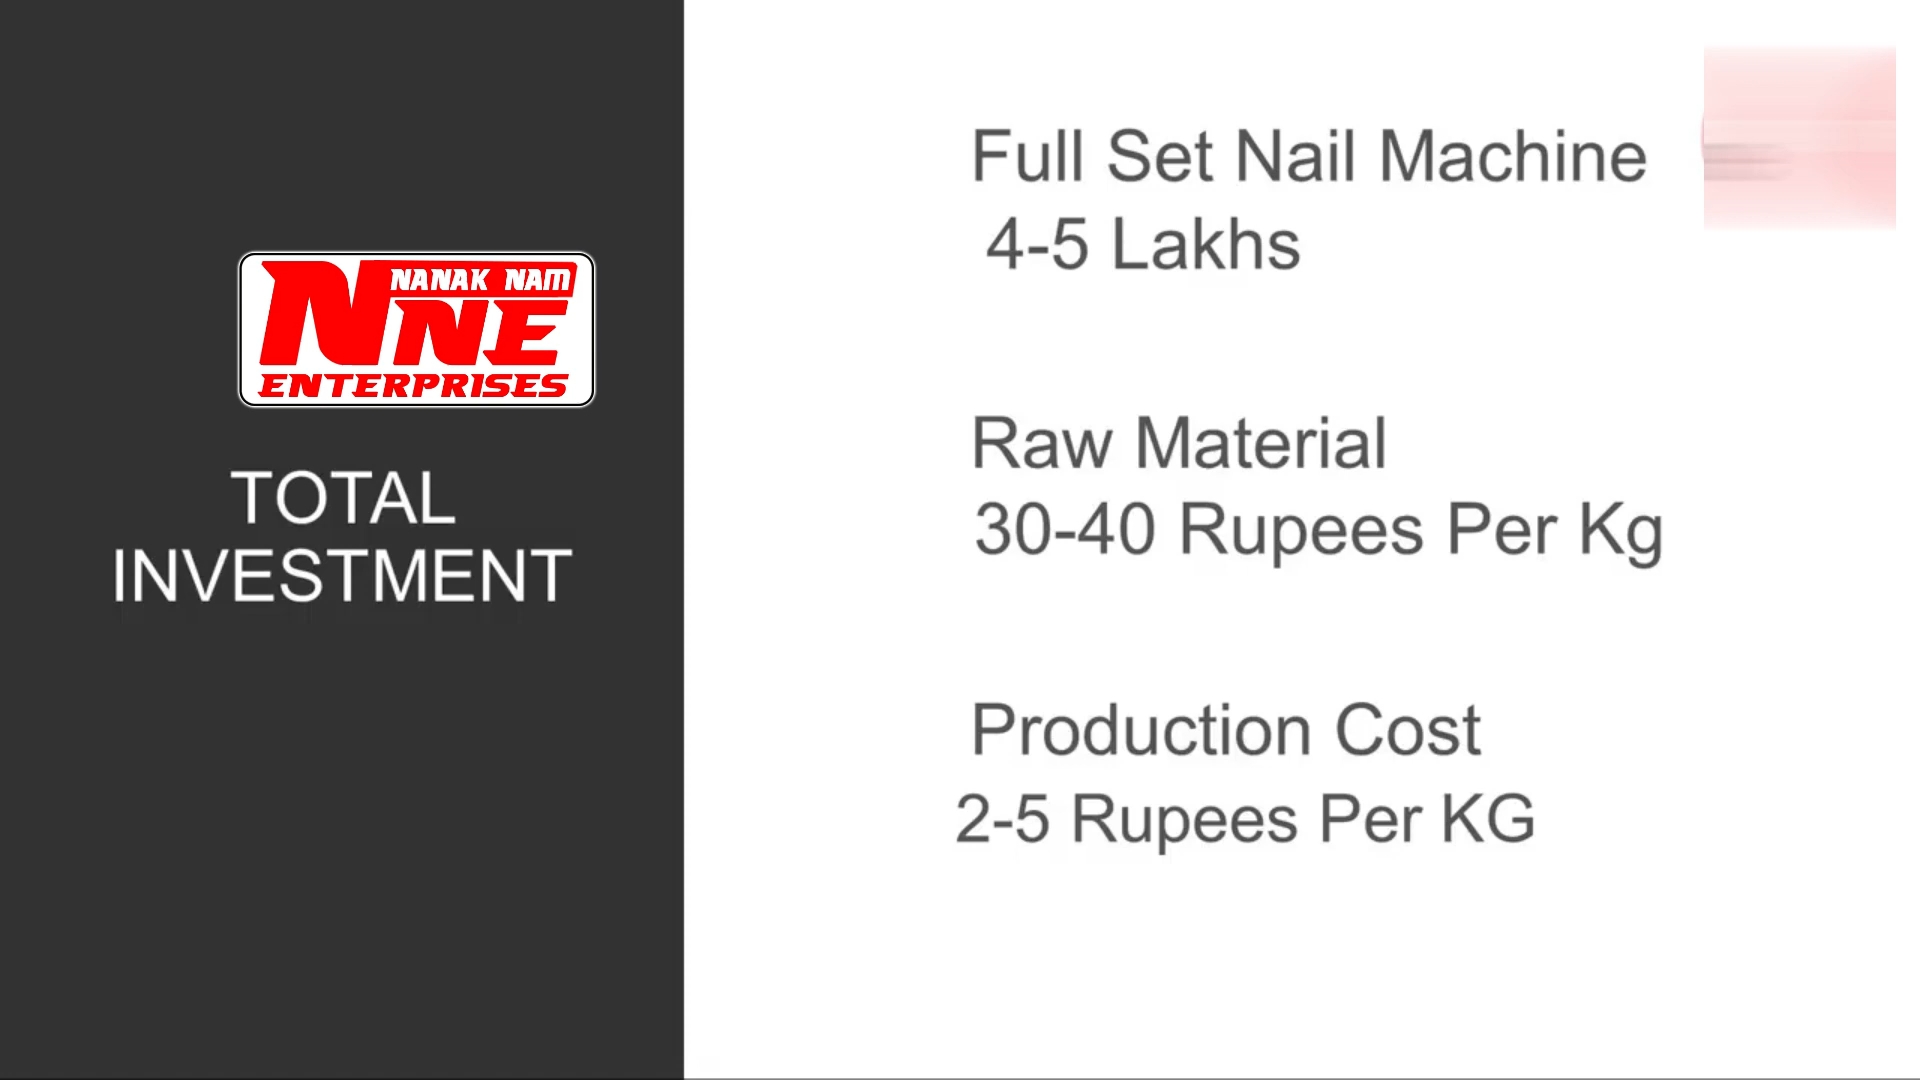 NANAK NAM
NNE
ENTERPRISES
TOTAL
INVESTMENT
Full Set Nail Machine
4-5 Lakhs
Raw Material
30-40 Rupees Per Kg
Production Cost
2-5 Rupees Per KG